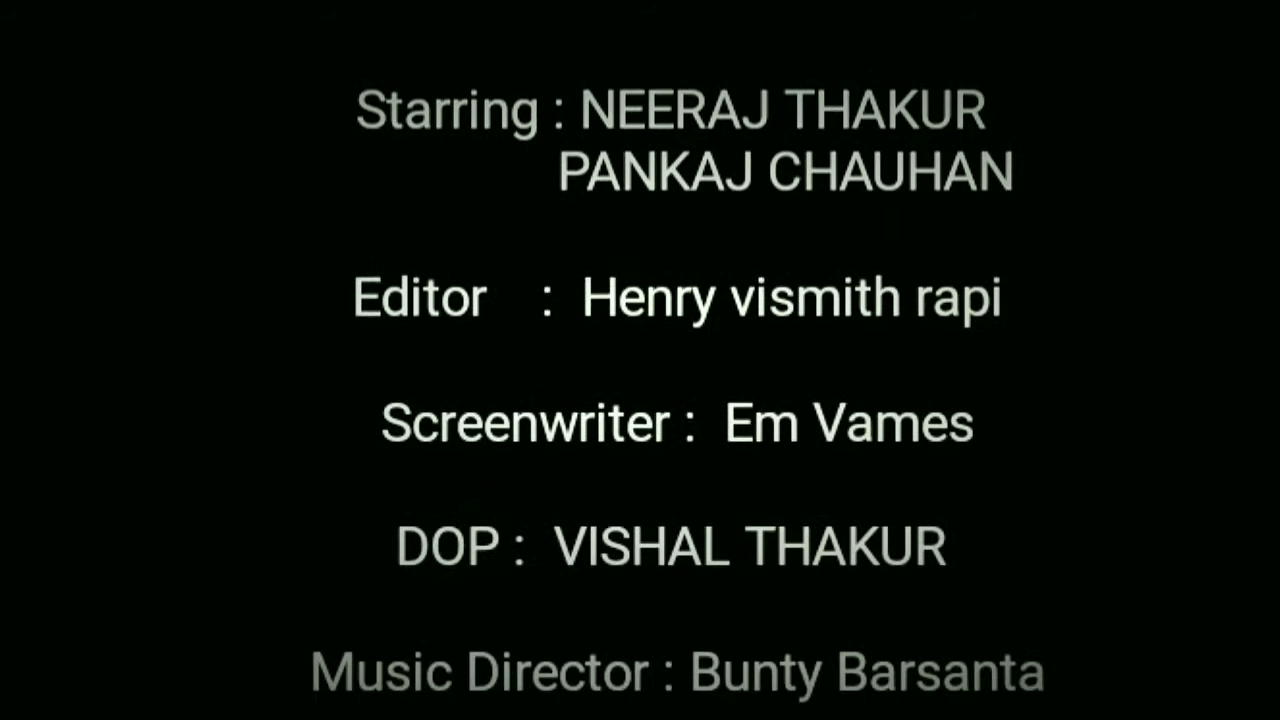 Starring : NEERAJ THAKUR
PANKAJ CHAUHAN
Editor : Henry vismith rapi
Screenwriter : Em Vames
DOP : VISHAL THAKUR
Music Director : Bunty Barsanta